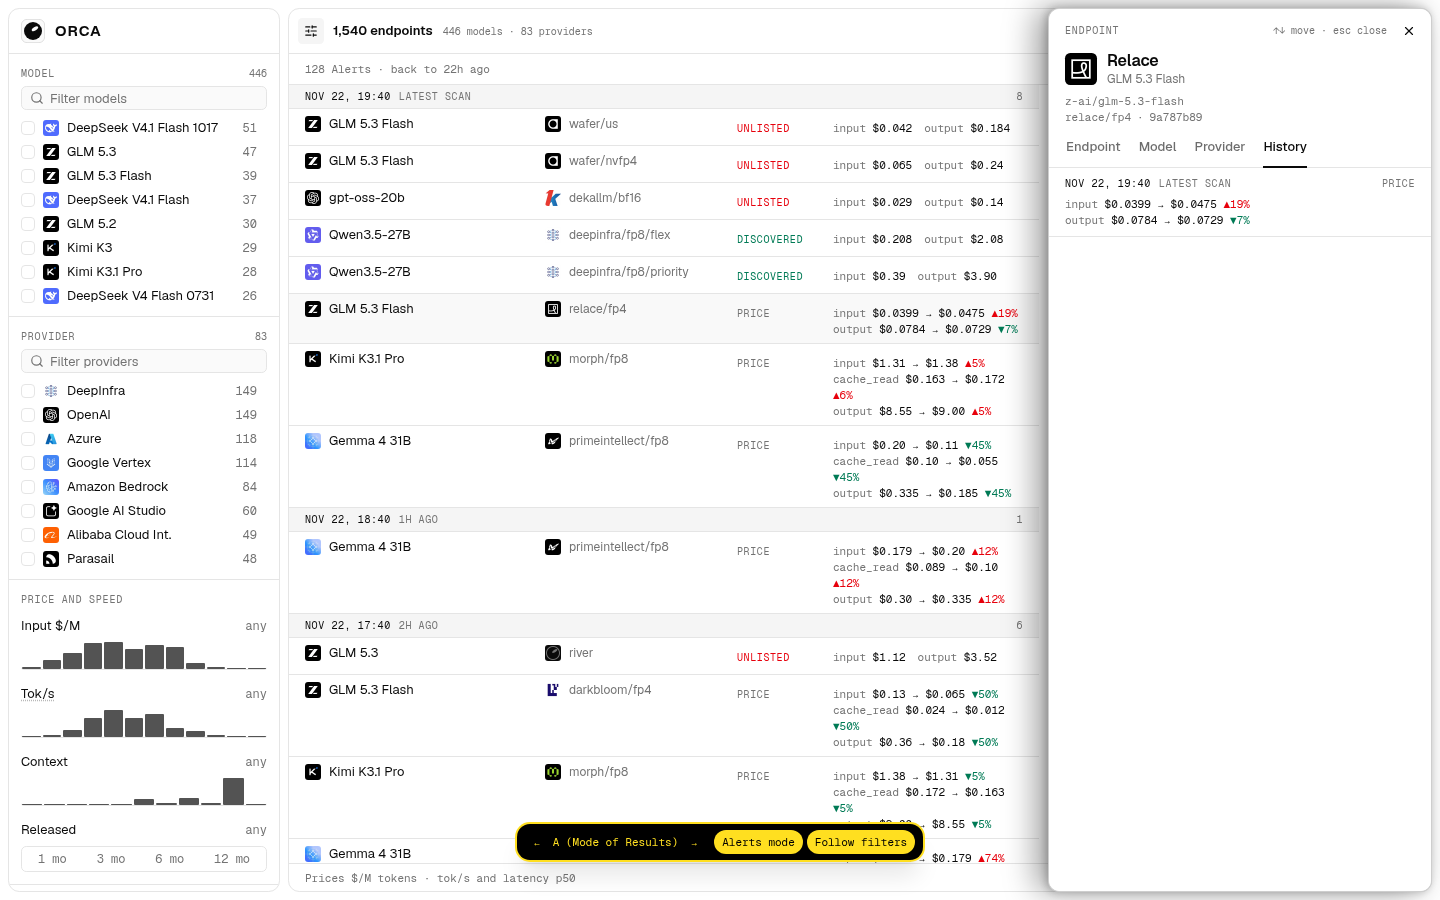 ORCA
MODEL 446
Filter models
DeepSeek V4.1 Flash 1017 51
GLM 5.3 47
GLM 5.3 Flash 39
DeepSeek V4.1 Flash 37
GLM 5.2 30
Kimi K3 29
Kimi K3.1 Pro 28
DeepSeek V4 Flash 0731 26
PROVIDER 83
Filter providers
DeepInfra 149
OpenAI 149
Azure 118
Google Vertex 114
Amazon Bedrock 84
Google AI Studio 60
Alibaba Cloud Int. 49
Parasail 48
PRICE AND SPEED
Input $/M any
Tok/s any
Context any
Released any
1 mo 3 mo 6 mo 12 mo
1,540 endpoints 446 models · 83 providers
128 Alerts · back to 22h ago
NOV 22, 19:40 LATEST SCAN 8
GLM 5.3 Flash wafer/us UNLISTED input $0.042 output $0.184
GLM 5.3 Flash wafer/nvfp4 UNLISTED input $0.065 output $0.24
gpt-oss-20b dekallm/bf16 UNLISTED input $0.029 output $0.14
Qwen3.5-27B deepinfra/fp8/flex DISCOVERED input $0.208 output $2.08
Qwen3.5-27B deepinfra/fp8/priority DISCOVERED input $0.39 output $3.90
GLM 5.3 Flash relace/fp4 PRICE input $0.0399 → $0.0475 ▲19%
output $0.0784 → $0.0729 ▼7%
Kimi K3.1 Pro morph/fp8 PRICE input $1.31 → $1.38 ▲5%
cache_read $0.163 → $0.172
▲6%
output $8.55 → $9.00 ▲5%
Gemma 4 31B primeintellect/fp8 PRICE input $0.20 → $0.11 ▼45%
cache_read $0.10 → $0.055
▼45%
output $0.335 → $0.185 ▼45%
NOV 22, 18:40 1H AGO 1
Gemma 4 31B primeintellect/fp8 PRICE input $0.179 → $0.20 ▲12%
cache_read $0.089 → $0.10
▲12%
output $0.30 → $0.335 ▲12%
NOV 22, 17:40 2H AGO 6
GLM 5.3 river UNLISTED input $1.12 output $3.52
GLM 5.3 Flash darkbloom/fp4 PRICE input $0.13 → $0.065 ▼50%
cache_read $0.024 → $0.012
▼50%
output $0.36 → $0.18 ▼50%
Kimi K3.1 Pro morph/fp8 PRICE input $1.38 → $1.31 ▼5%
cache_read $0.172 → $0.163
▼5%
$8.55 ▼5%
Gemma 4 31B $0.179 ▲74%
← A (Mode of Results) → Alerts mode Follow filters
Prices $/M tokens · tok/s and latency p50
ENDPOINT ↑↓ move · esc close
Relace
GLM 5.3 Flash
z-ai/glm-5.3-flash
relace/fp4 · 9a787b89
Endpoint Model Provider History
NOV 22, 19:40 LATEST SCAN PRICE
input $0.0399 → $0.0475 ▲19%
output $0.0784 → $0.0729 ▼7%